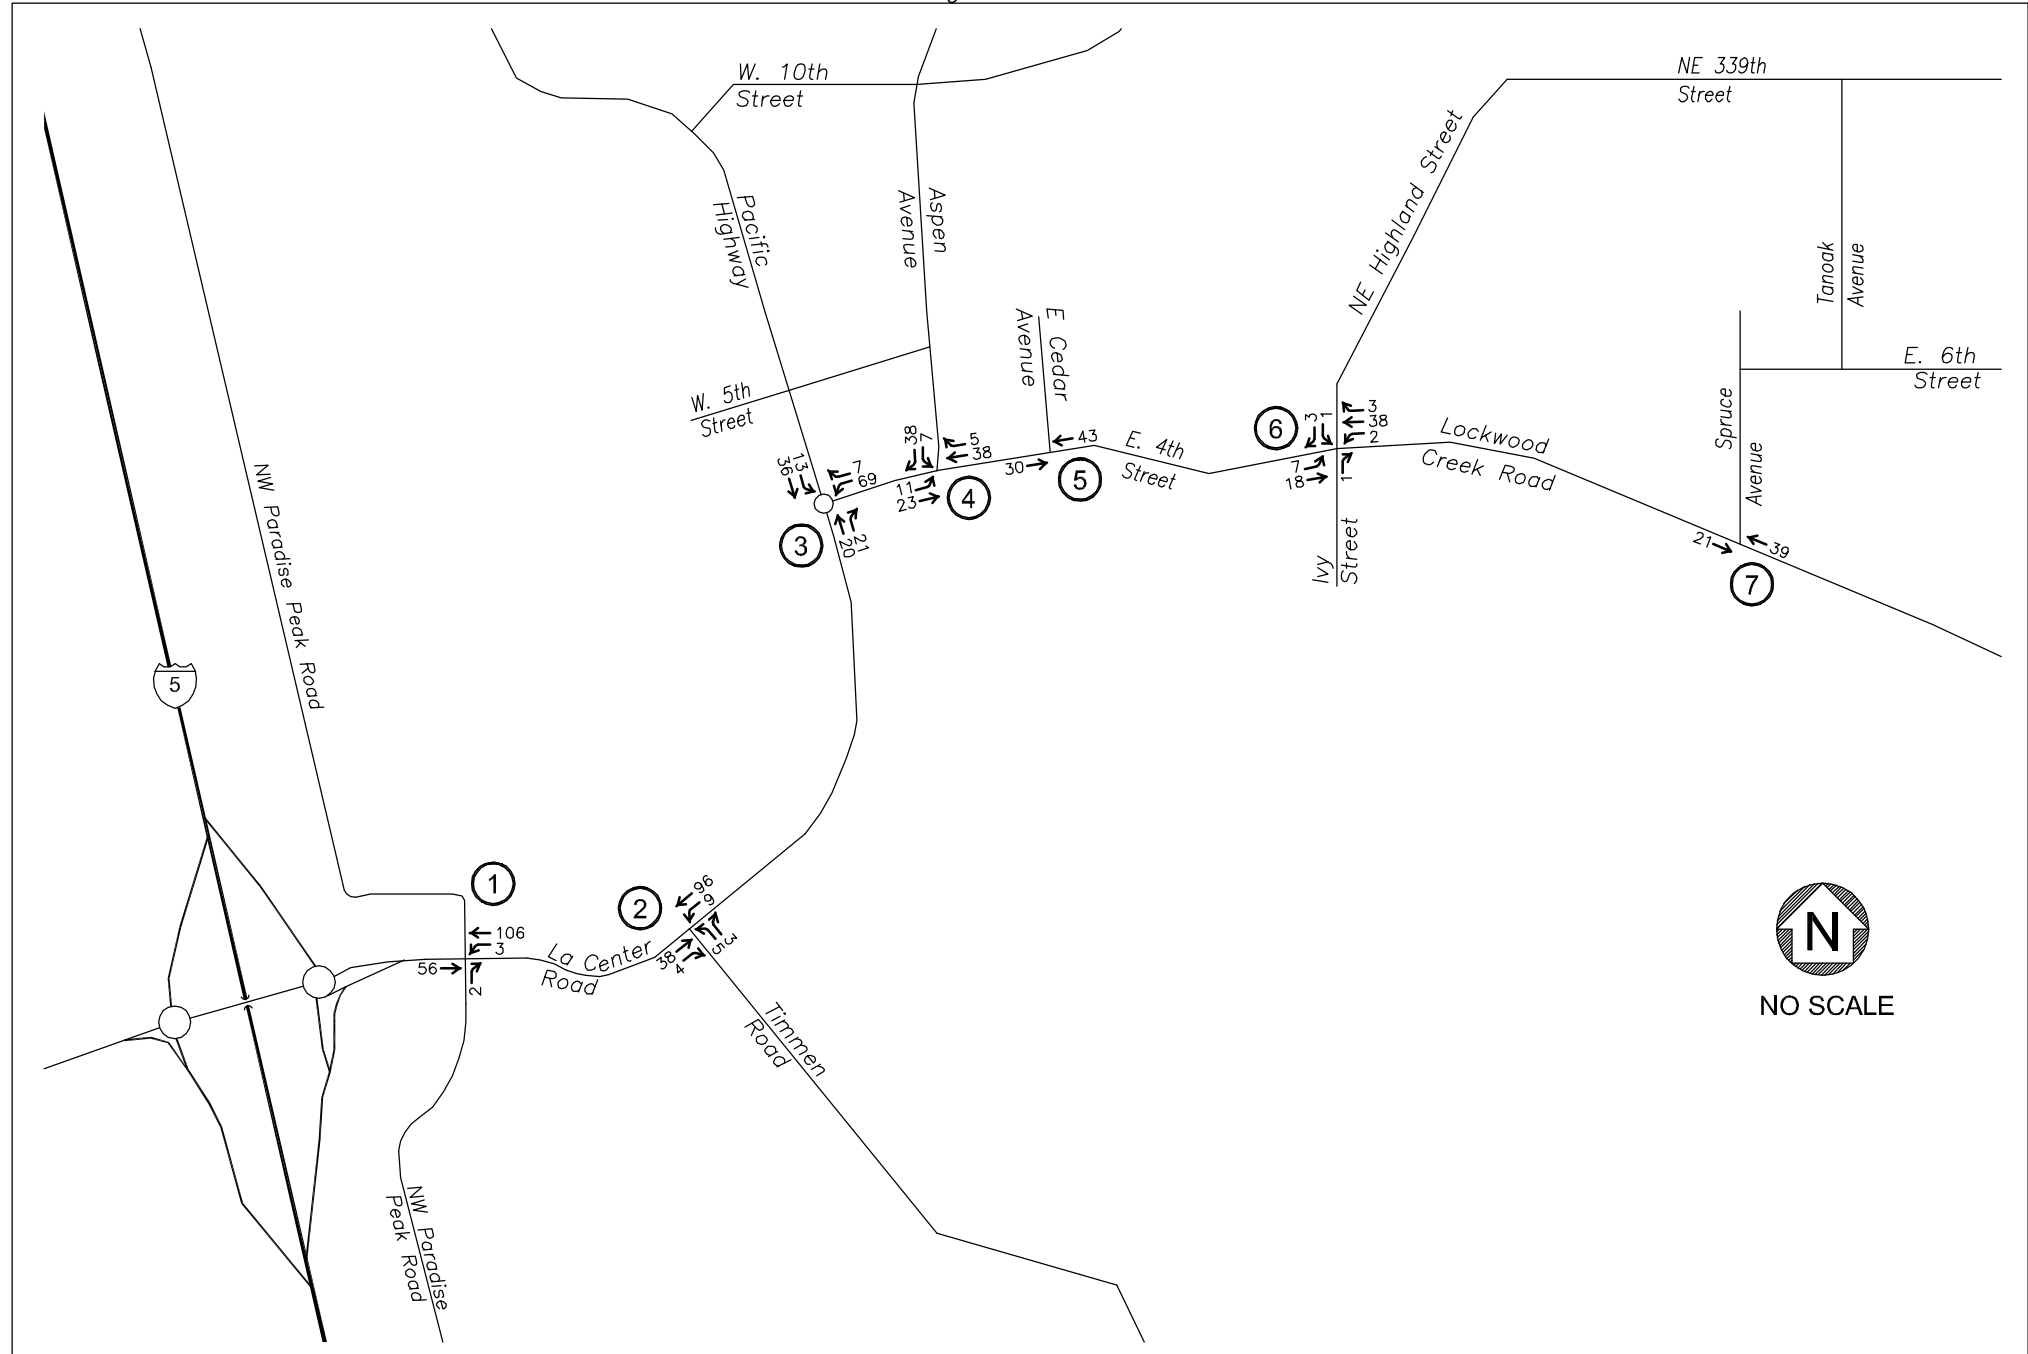 W. 10th
Street
NE 339th
Street
Pacific
Highway
Aspen
Avenue
NE Highland Street
Tanoak
Avenue
E Cedar
Avenue
E. 6th
Street
W. 5th
Street
Spruce
Avenue
NW Paradise Peak Road
36
13
7
69
20
21
3
38
7
5
38
11
23
4
30
43
5
E. 4th
Street
6
3
1
3
38
2
7
18
1
Lockwood
Creek Road
Ivy
Street
21
39
7
5
1
106
3
56
2
2
96
9
38
4
5
3
La Center
Road
Timmen
Road
NW Paradise
Peak Road
N
NO SCALE